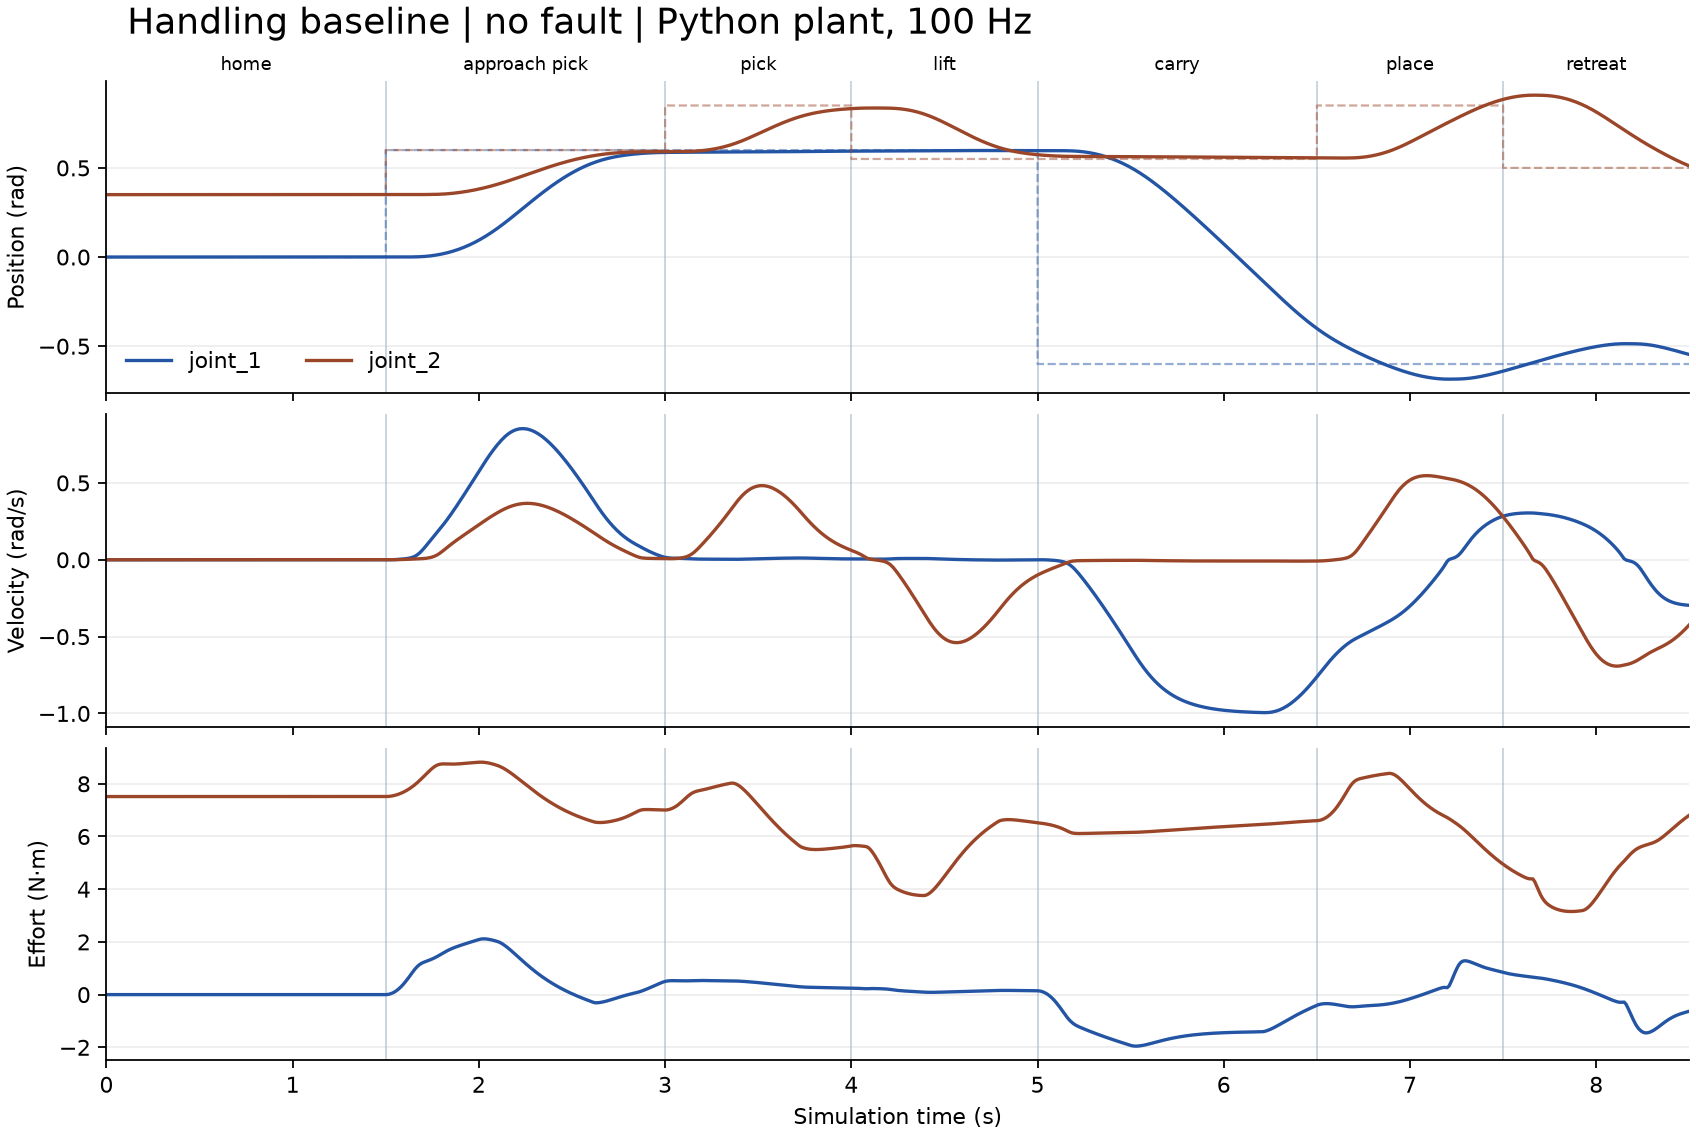 Handling baseline | no fault | Python plant, 100 Hz
home approach pick pick lift carry place retreat
Position (rad)
0.5
0.0
−0.5
joint_1 joint_2
Velocity (rad/s)
0.5
0.0
−0.5
−1.0
Effort (N·m)
8
6
4
2
0
−2
0 1 2 3 4 5 6 7 8
Simulation time (s)